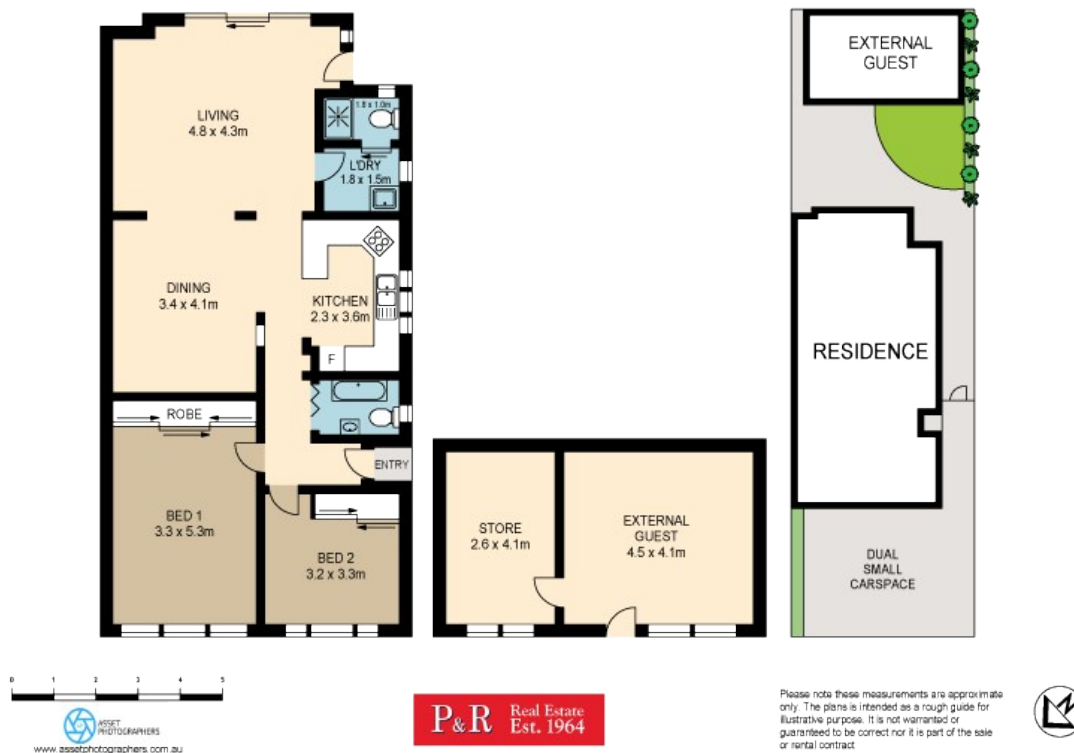 LIVING
4.8 x 4.3m
1.8 x 1.0m
L'DRY
1.8 x 1.5m
DINING
3.4 x 4.1m
KITCHEN
2.3 x 3.6m
F
ROBE
ENTRY
BED 1
3.3 x 5.3m
BED 2
3.2 x 3.3m
STORE
2.6 x 4.1m
EXTERNAL
GUEST
4.5 x 4.1m
EXTERNAL
GUEST
RESIDENCE
DUAL
SMALL
CARSPACE
0 1 2 3 4 5
ASSET
PHOTOGRAPHERS
www.assetphotographers.com.au
P&R Real Estate
Est. 1964
Please note these measurements are approximate
only. The plans is intended as a rough guide for
illustrative purpose. It is not warranted or
guaranteed to be correct nor it is part of the sale
or rental contract